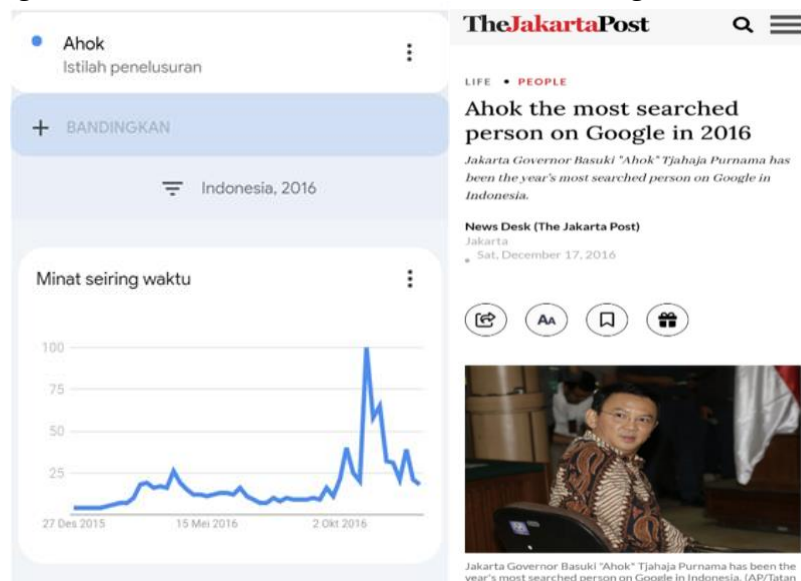 Ahok
Istilah penelusuran
+ BANDINGKAN
Indonesia, 2016
Minat seiring waktu
100
75
50
25
27 Des 2015
15 Mei 2016
2 Okt 2016
TheJakartaPost
LIFE • PEOPLE
Ahok the most searched
person on Google in 2016
Jakarta Governor Basuki "Ahok" Tjahaja Purnama has
been the year's most searched person on Google in
Indonesia.
News Desk (The Jakarta Post)
Jakarta
Sat, December 17, 2016
AA
Jakarta Governor Basuki "Ahok" Tjahaja Purnama has been the
year's most searched person on Google in Indonesia. (AP/Tatan